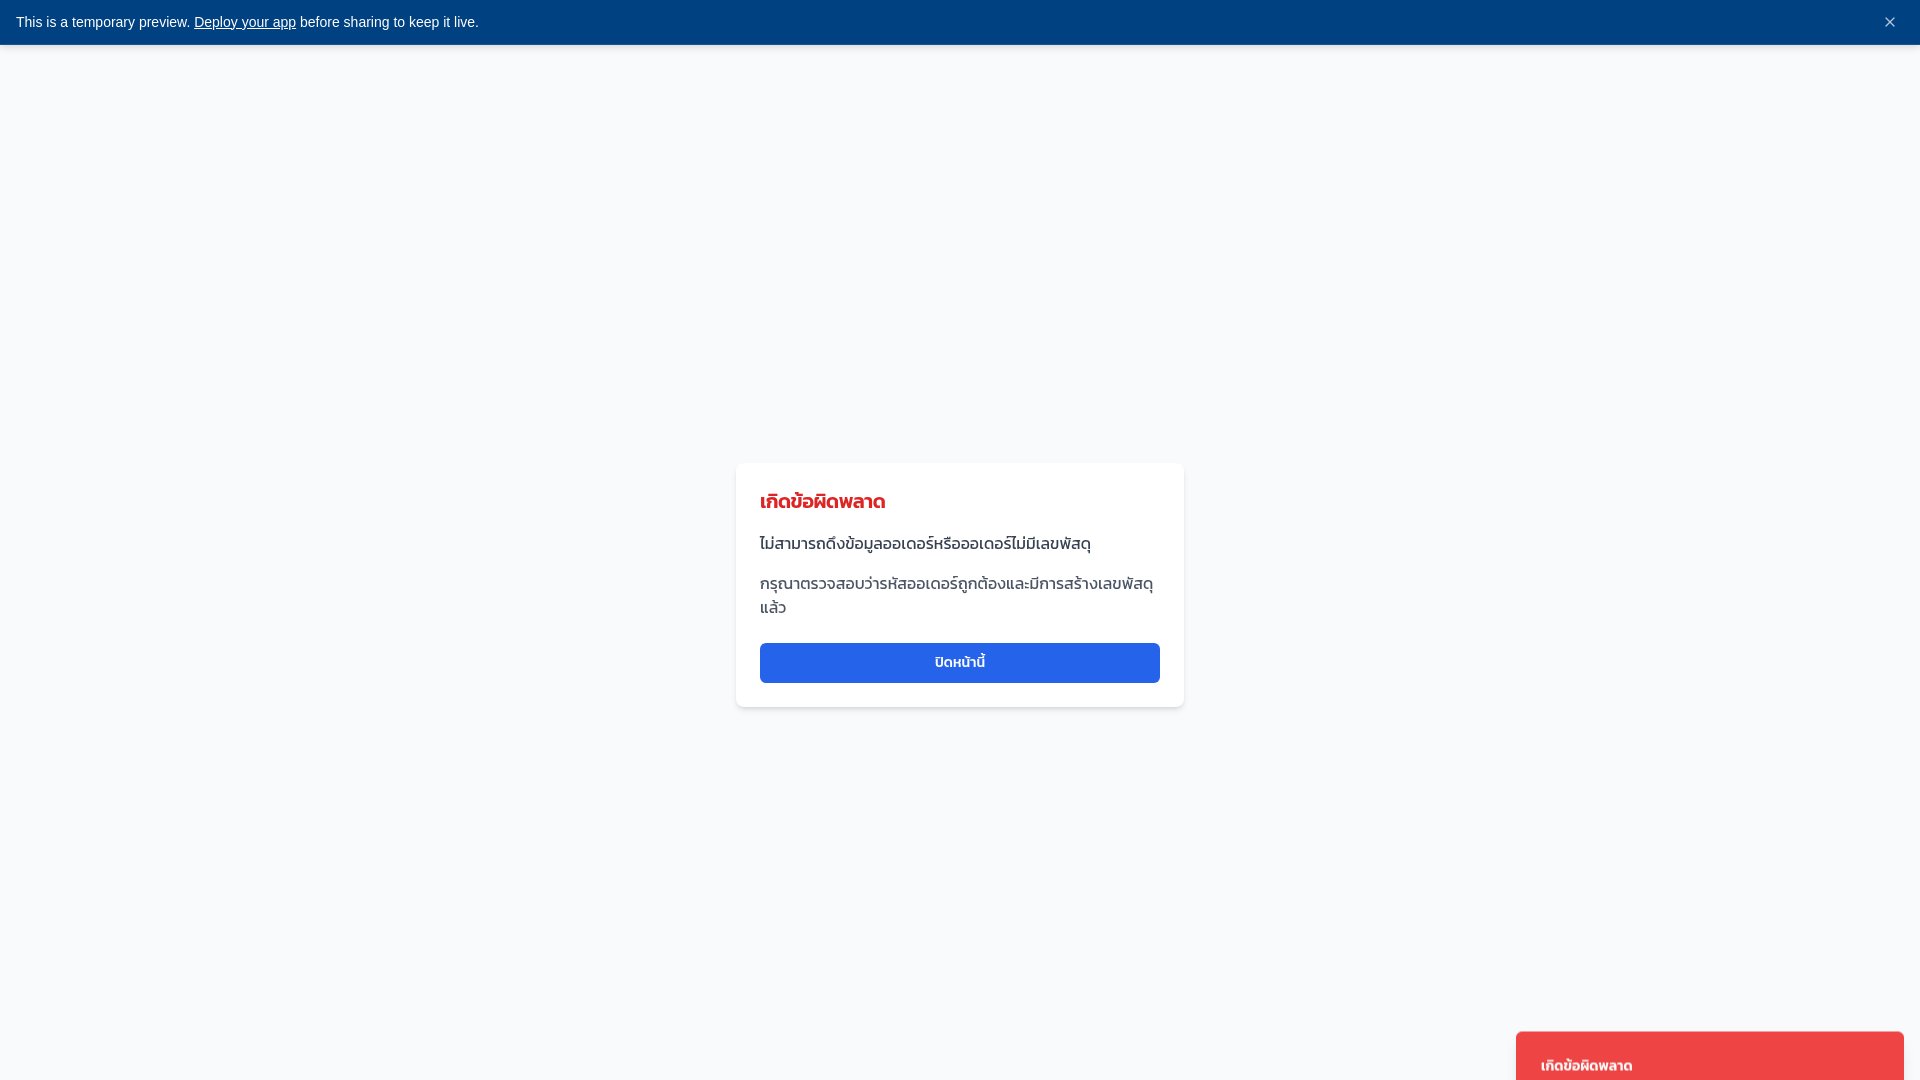 This is a temporary preview. Deploy your app before sharing to keep it live.
เกิดข้อผิดพลาด
ไม่สามารถดึงข้อมูลออเดอร์หรือออเดอร์ไม่มีเลขพัสดุ
กรุณาตรวจสอบว่ารหัสออเดอร์ถูกต้องและมีการสร้างเลขพัสดุ
แล้ว
ปิดหน้านี้
เกิดข้อผิดพลาด